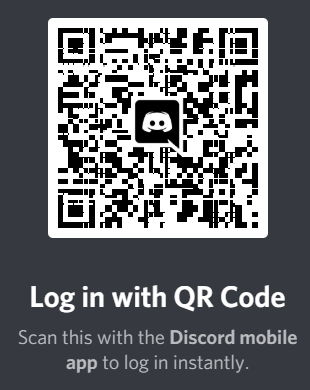 Log in with QR Code
Scan this with the Discord mobile
app to log in instantly.